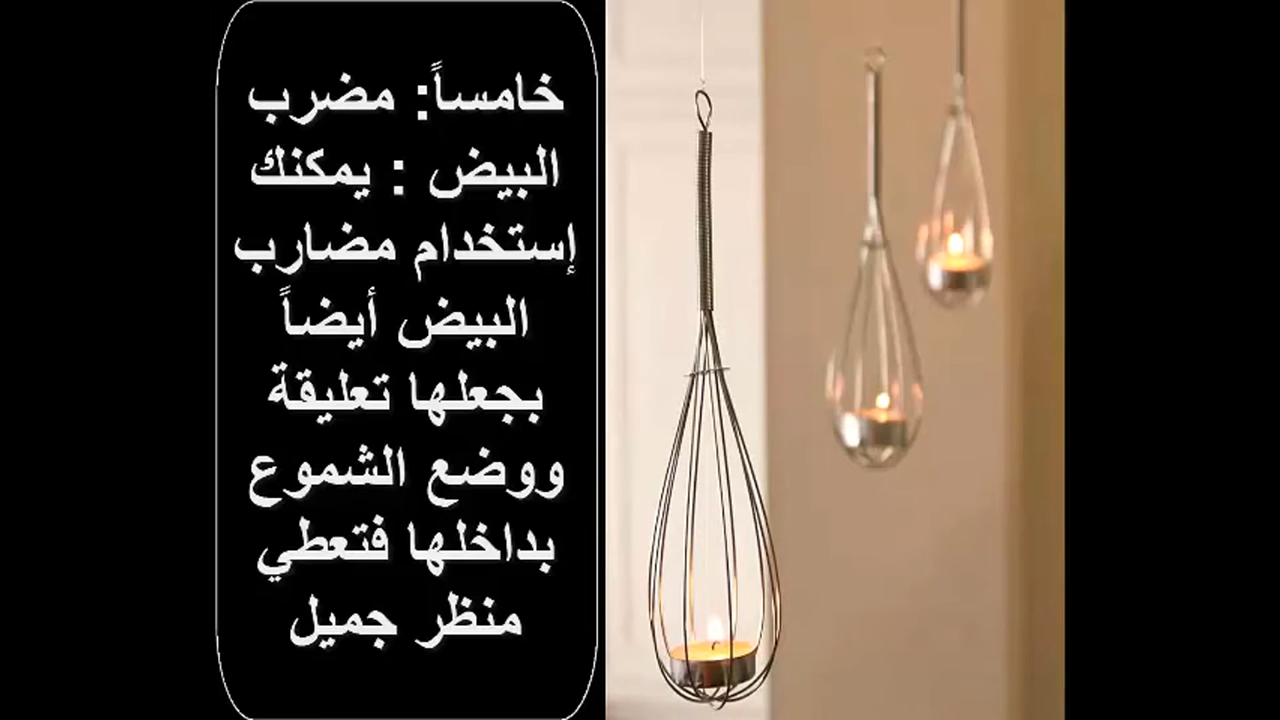 خامساً: مضرب
البيض : يمكنك
إستخدام مضارب
البيض أيضاً
بجعلها تعليقة
ووضع الشموع
بداخلها فتعطي
منظر جميل